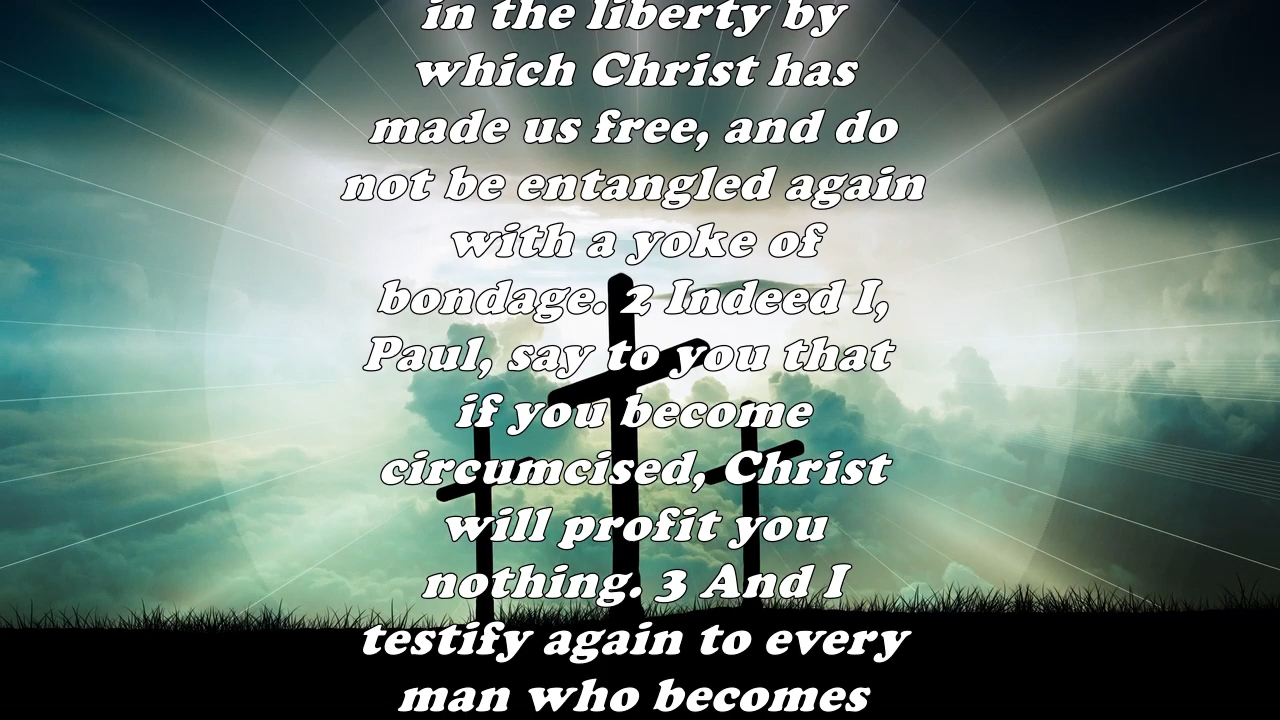 in the liberty by
which Christ has
made us free, and do
not be entangled again
with a yoke of
bondage. 2 Indeed I,
Paul, say to you that
if you become
circumcised, Christ
will profit you
nothing. 3 And I
testify again to every
man who becomes